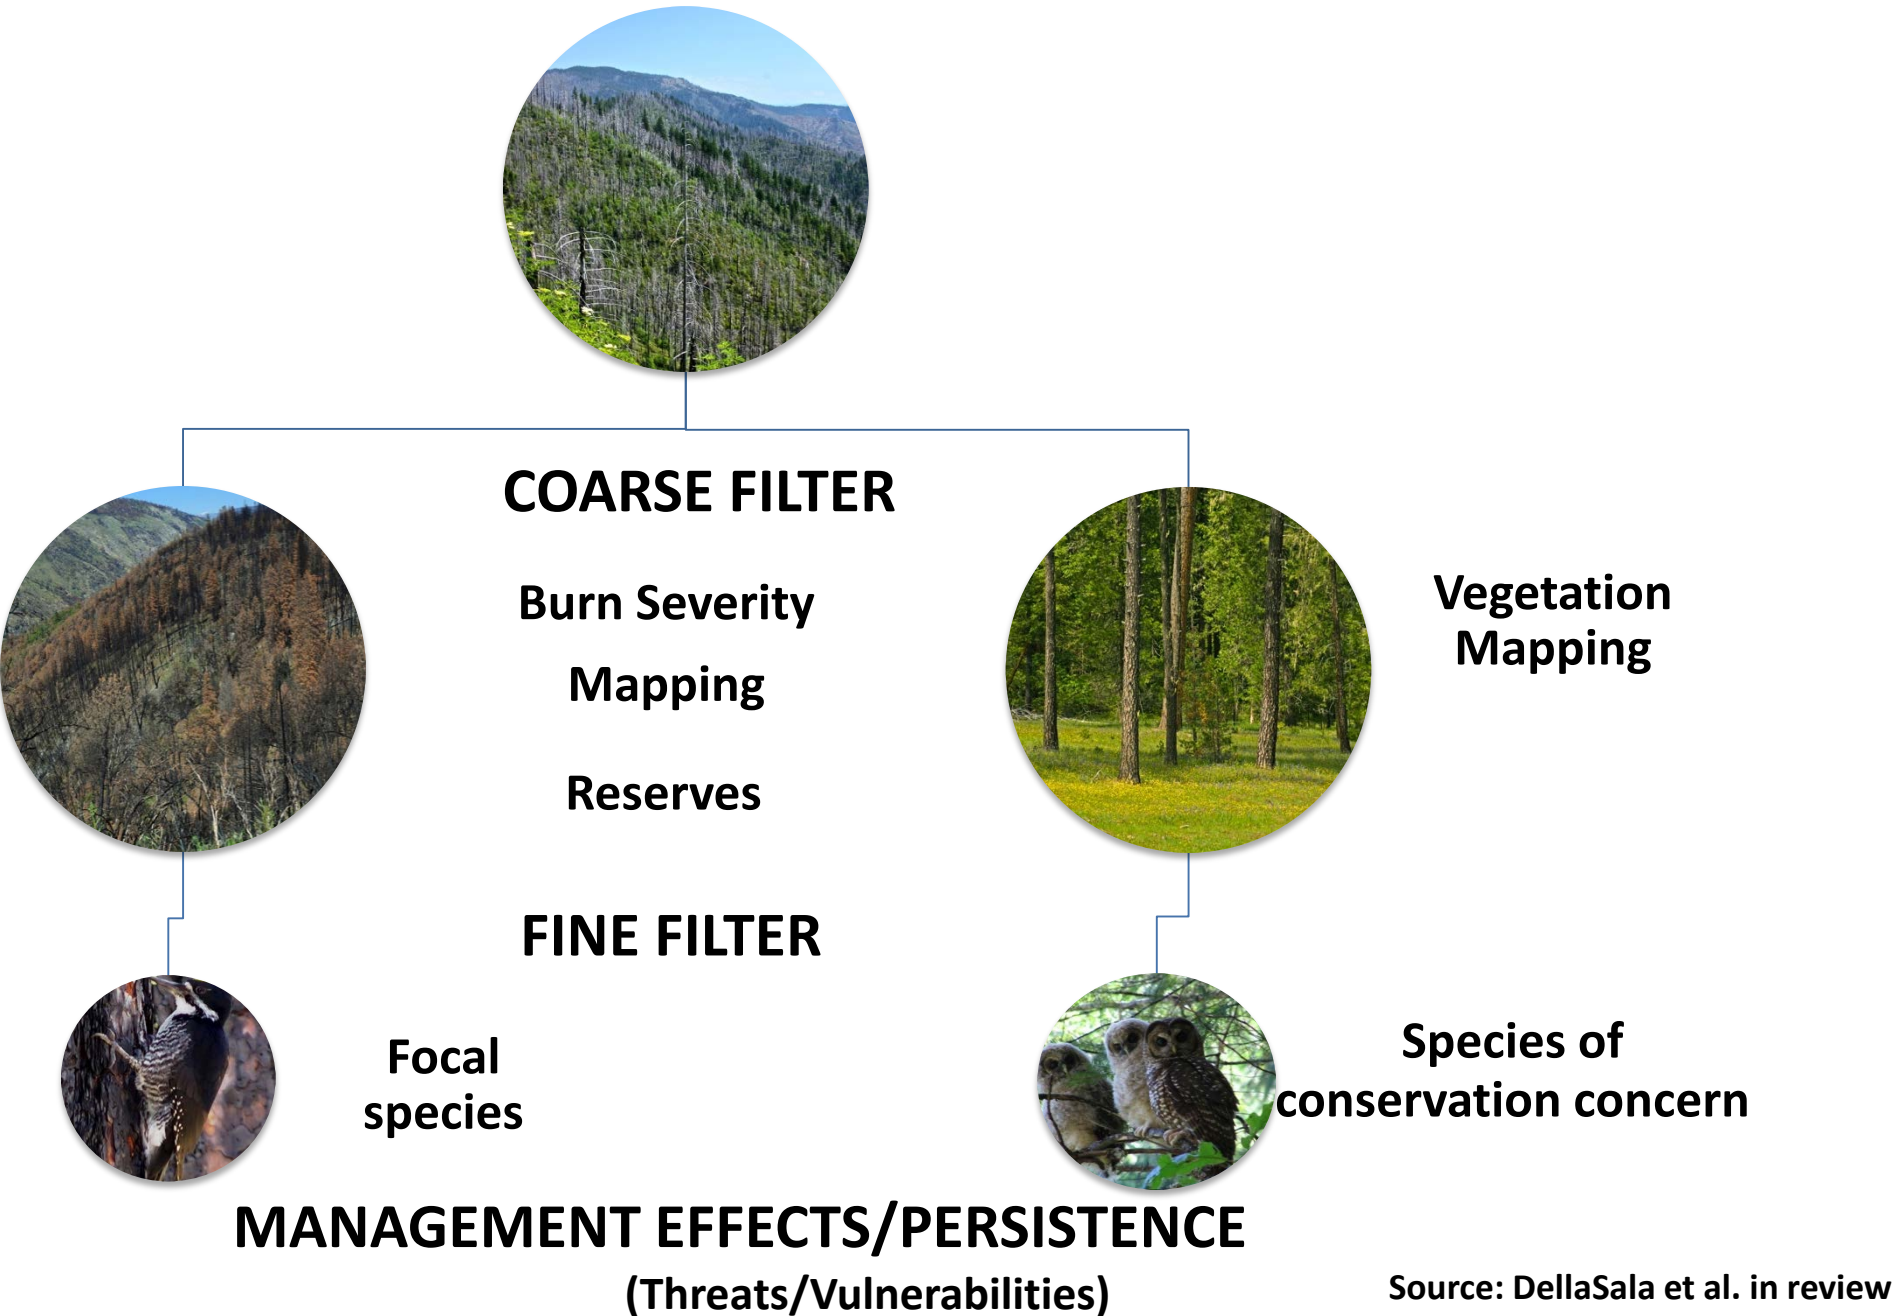 COARSE FILTER
Burn Severity
Mapping
Reserves
Vegetation
Mapping
FINE FILTER
Focal
species
Species of
conservation concern
MANAGEMENT EFFECTS/PERSISTENCE
(Threats/Vulnerabilities)
Source: DellaSala et al. in review